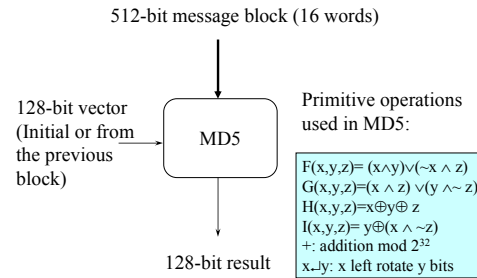 512-bit message block (16 words)
128-bit vector
(Initial or from
the previous
block)
MD5
128-bit result
Primitive operations
used in MD5:
F(x,y,z)= (x∧y)∨(~x ∧ z)
G(x,y,z)=(x ∧ z) ∨(y ∧~ z)
H(x,y,z)=x⊕y⊕ z
I(x,y,z)= y⊕(x ∧ ~z)
+: addition mod 2³²
x↵y: x left rotate y bits